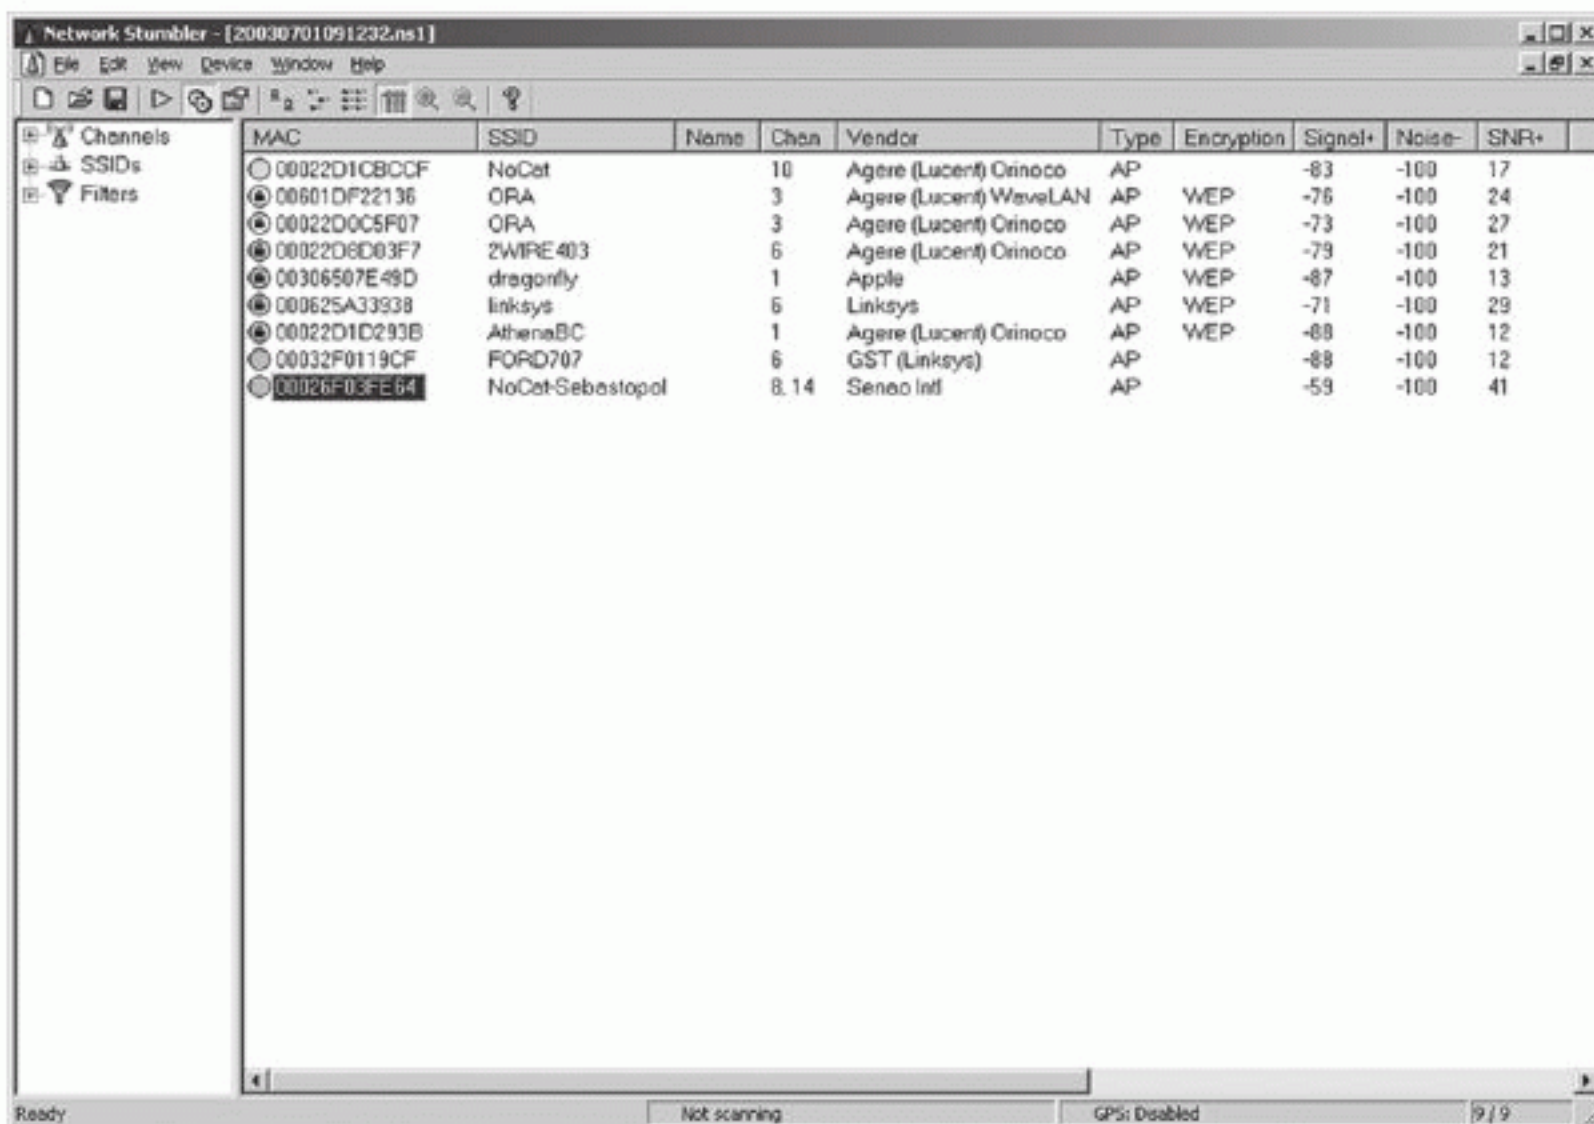 Network Stumbler - [20030701091232.ns1]
File Edit View Device Window Help
Channels
SSIDs
Filters
MAC SSID Name Chan Vendor Type Encryption Signal+ Noise- SNR+
00022D1CBCCF NoCat 10 Agere (Lucent) Orinoco AP -83 -100 17
00601DF22136 ORA 3 Agere (Lucent) WaveLAN AP WEP -76 -100 24
00022D0C5F07 ORA 3 Agere (Lucent) Orinoco AP WEP -73 -100 27
00022D8D03F7 2WIRE403 6 Agere (Lucent) Orinoco AP WEP -79 -100 21
00306507E49D dragonfly 1 Apple AP WEP -87 -100 13
000625A33938 linksys 6 Linksys AP WEP -71 -100 29
00022D1D293B AthenaBC 1 Agere (Lucent) Orinoco AP WEP -88 -100 12
00032F0119CF FORD707 6 GST (Linksys) AP -88 -100 12
00026F03FE64 NoCat-Sebastopol 8, 14 Senao Intl AP -59 -100 41
Ready Not scanning GPS: Disabled 9 / 9